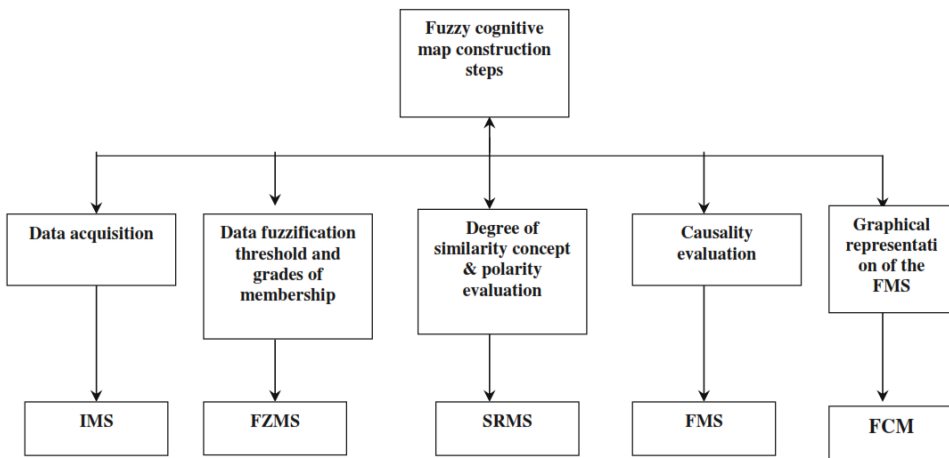 Fuzzy cognitive
map construction
steps
Data acquisition
Data fuzzification
threshold and
grades of
membership
Degree of
similarity concept
& polarity
evaluation
Causality
evaluation
Graphical
representati
on of the
FMS
IMS
FZMS
SRMS
FMS
FCM